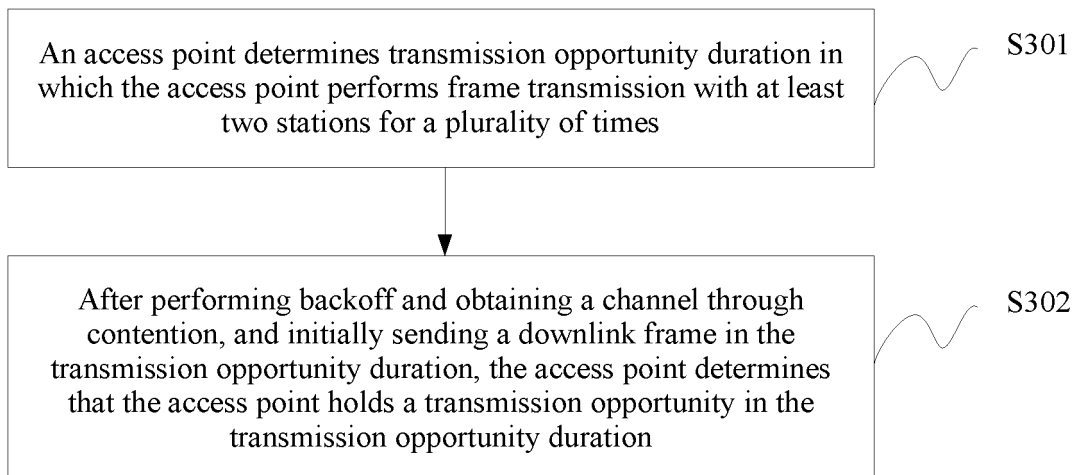 An access point determines transmission opportunity duration in
which the access point performs frame transmission with at least
two stations for a plurality of times
S301
After performing backoff and obtaining a channel through
contention, and initially sending a downlink frame in the
transmission opportunity duration, the access point determines
that the access point holds a transmission opportunity in the
transmission opportunity duration
S302